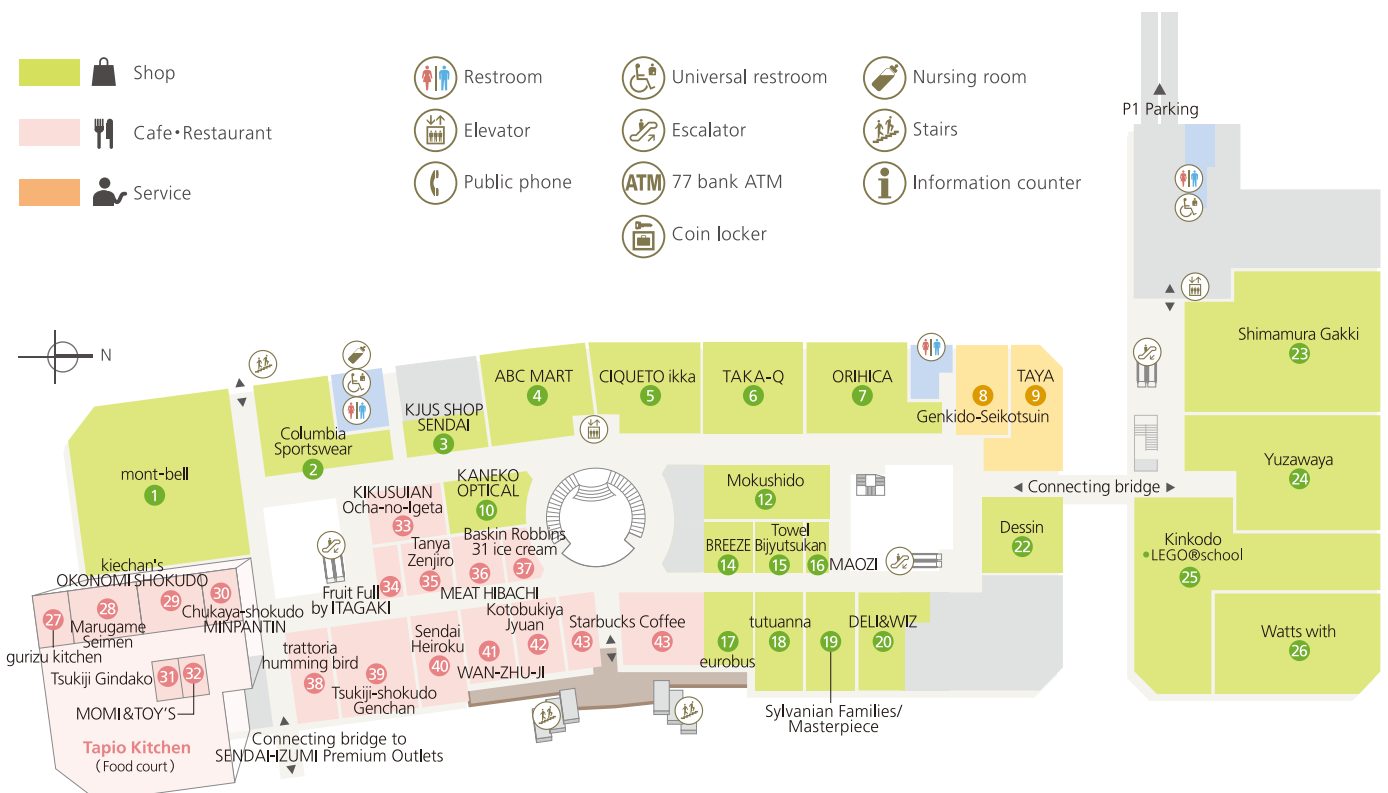 Shop
Cafe•Restaurant
Service
Restroom
Elevator
Public phone
Universal restroom
Escalator
ATM 77 bank ATM
Coin locker
Nursing room
Stairs
Information counter
P1 Parking
N
mont-bell
1
Columbia
Sportswear
2
KJUS SHOP
SENDAI
3
ABC MART
4
CIQUETO ikka
5
TAKA-Q
6
ORIHICA
7
8
Genkido-Seikotsuin
TAYA
9
Shimamura Gakki
23
Yuzawaya
24
Connecting bridge
Kinkodo
LEGO®school
25
Watts with
26
KIKUSUIAN
Ocha-no-Igeta
33
KANEKO
OPTICAL
10
Mokushido
12
BREEZE
14
Towel
Bijyutsukan
15
16 MAOZI
Dessin
22
Fruit Full
by ITAGAKI
34
Tanya
Zenjiro
35
36
MEAT HIBACHI
Baskin Robbins
31 ice cream
37
kiechan's
OKONOMI SHOKUDO
29
27
gurizu kitchen
28
Marugame
Seimen
30
Chukaya-shokudo
MINPANTIN
Tsukiji Gindako 31
32
MOMI&TOY'S
Tapio Kitchen
(Food court)
trattoria
humming bird
38
39
Tsukiji-shokudo
Genchan
Sendai
Heiroku
40
41
WAN-ZHU-JI
Kotobukiya
Jyuan
42
Starbucks Coffee
43
43
17
eurobus
tutuanna
18
19
Sylvanian Families/
Masterpiece
DELI&WIZ
20
Connecting bridge to
SENDAI-IZUMI Premium Outlets